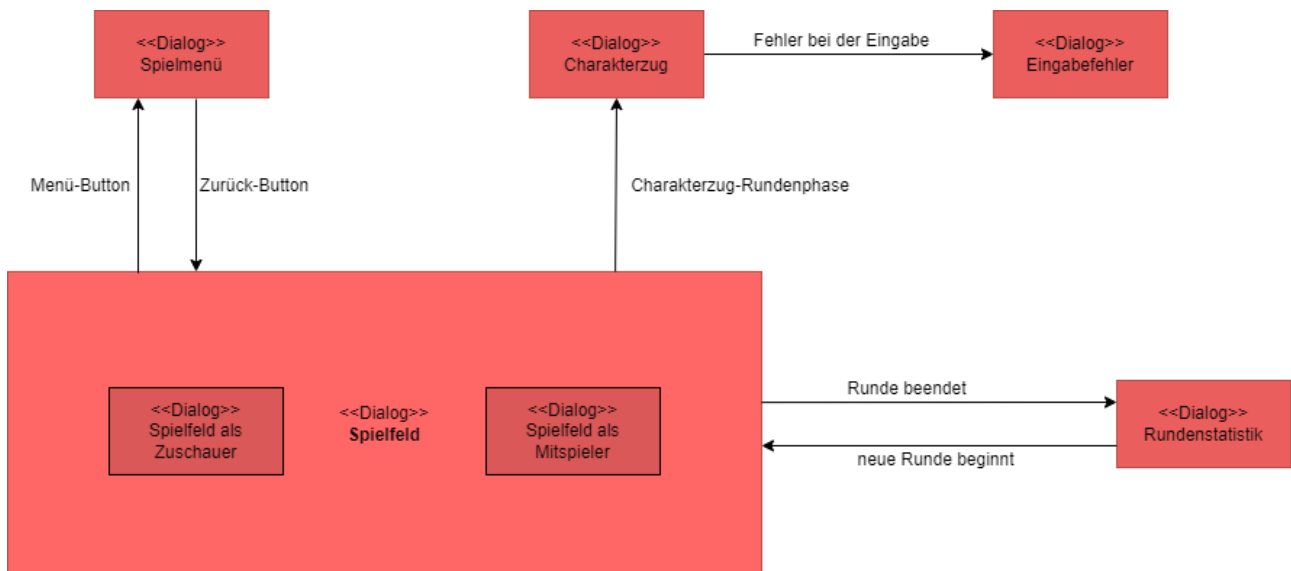 <<Dialog>>
Spielmenü
<<Dialog>>
Charakterzug
Fehler bei der Eingabe
<<Dialog>>
Eingabefehler
Menü-Button
Zurück-Button
Charakterzug-Rundenphase
<<Dialog>>
Spielfeld als
Zuschauer
<<Dialog>>
Spielfeld
<<Dialog>>
Spielfeld als
Mitspieler
Runde beendet
neue Runde beginnt
<<Dialog>>
Rundenstatistik